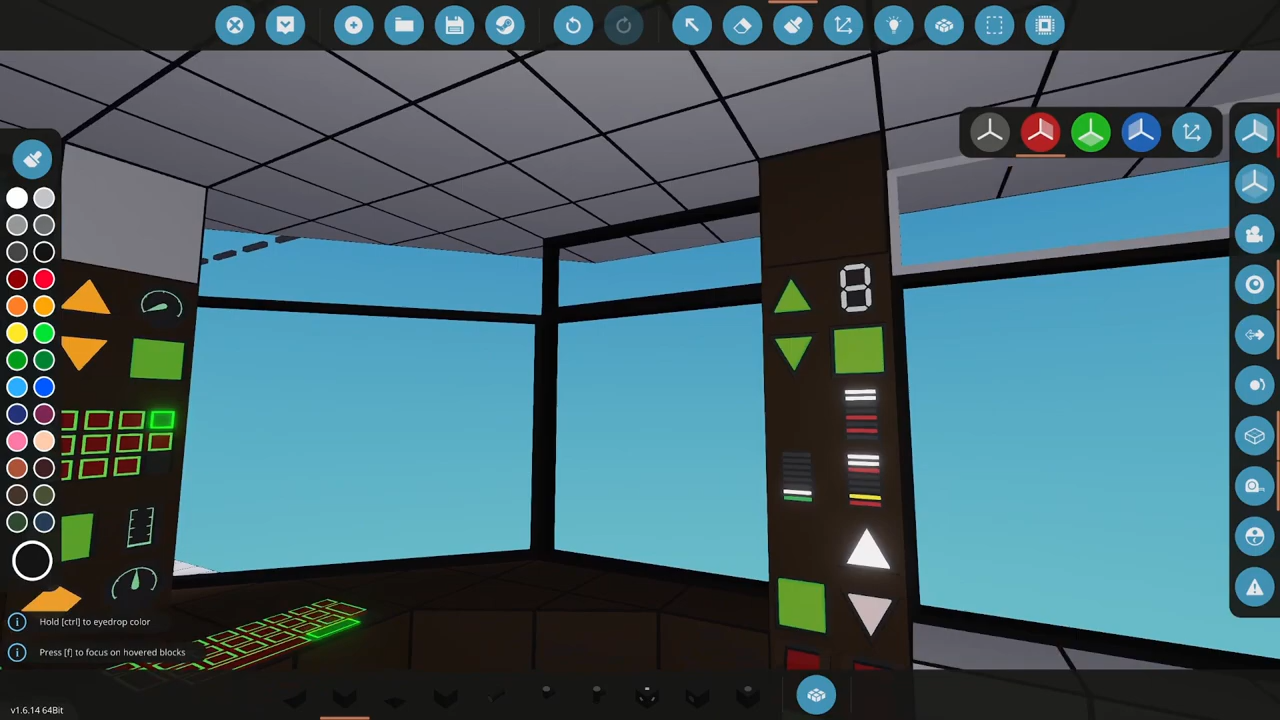 Hold [ctrl] to eyedrop color
Press [f] to focus on hovered blocks
v1.6.14 64Bit